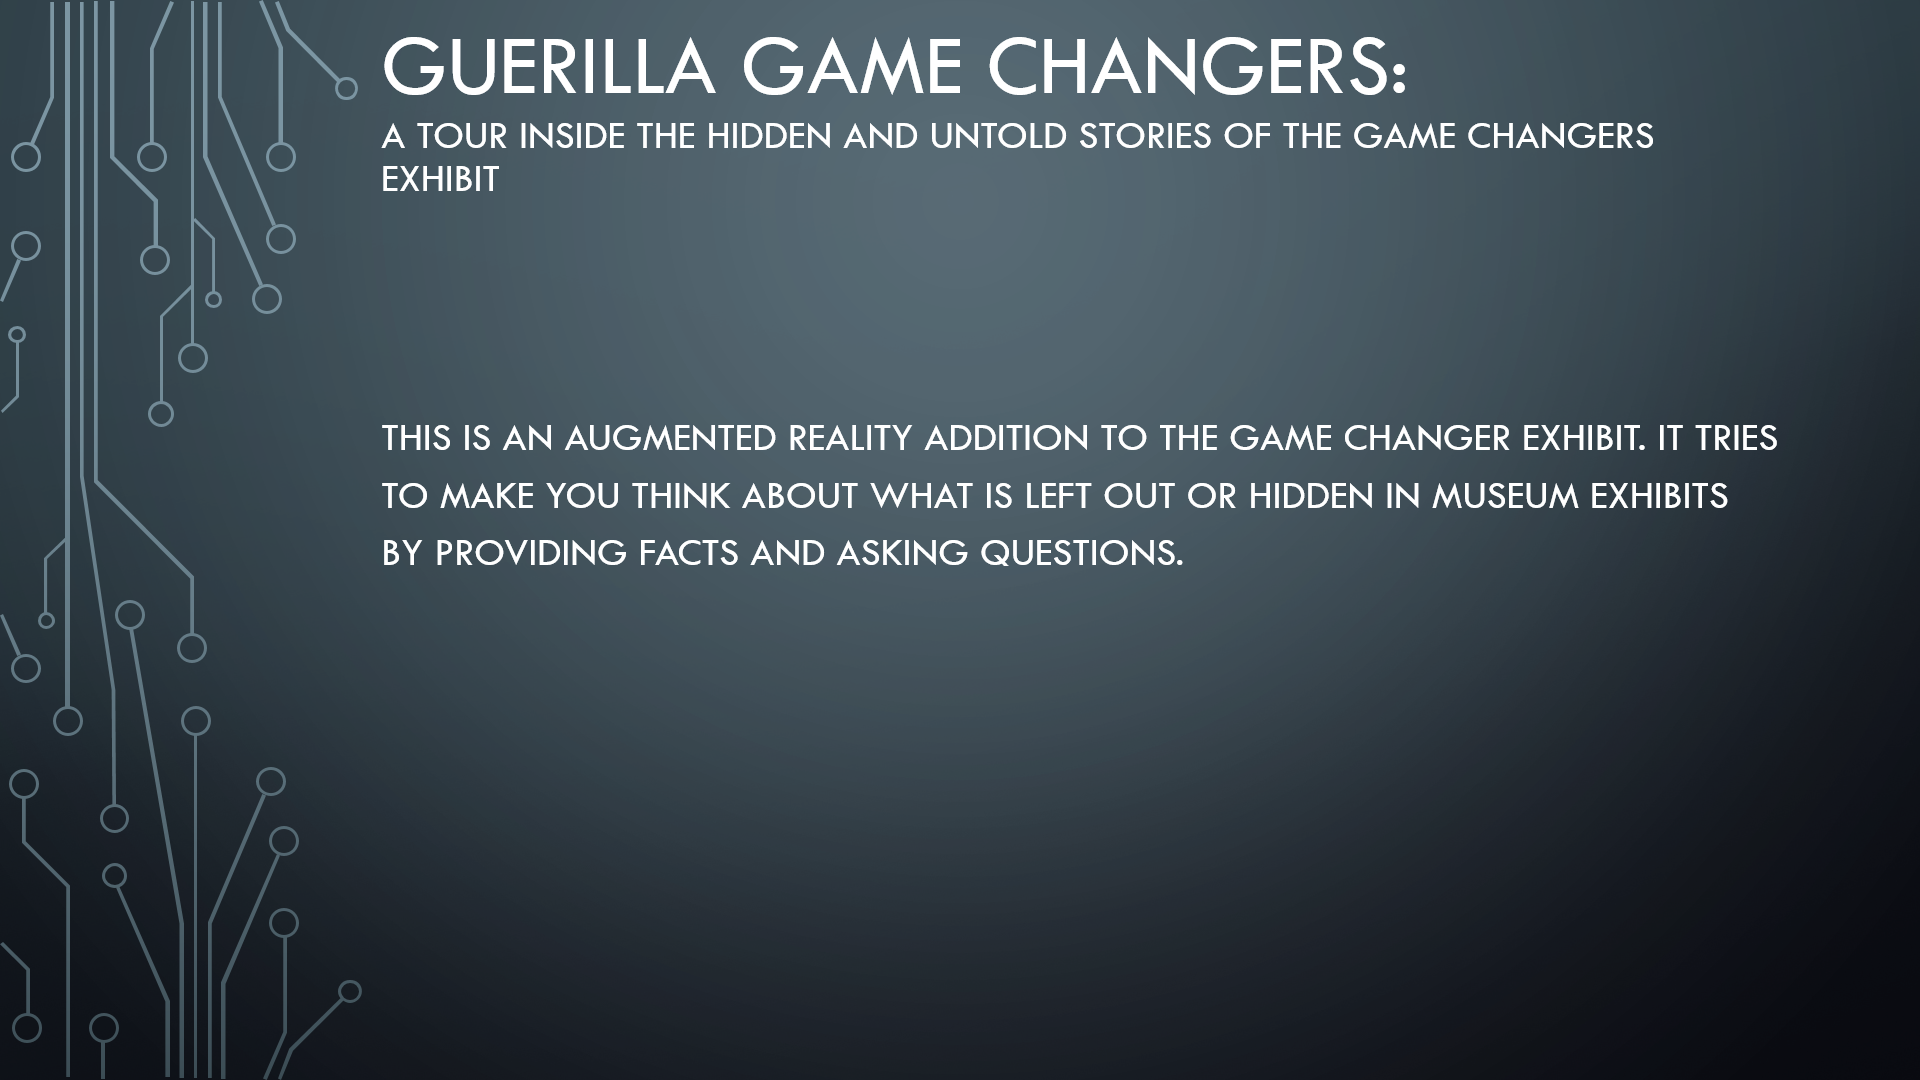 GUERILLA GAME CHANGERS:
A TOUR INSIDE THE HIDDEN AND UNTOLD STORIES OF THE GAME CHANGERS
EXHIBIT
THIS IS AN AUGMENTED REALITY ADDITION TO THE GAME CHANGER EXHIBIT. IT TRIES
TO MAKE YOU THINK ABOUT WHAT IS LEFT OUT OR HIDDEN IN MUSEUM EXHIBITS
BY PROVIDING FACTS AND ASKING QUESTIONS.